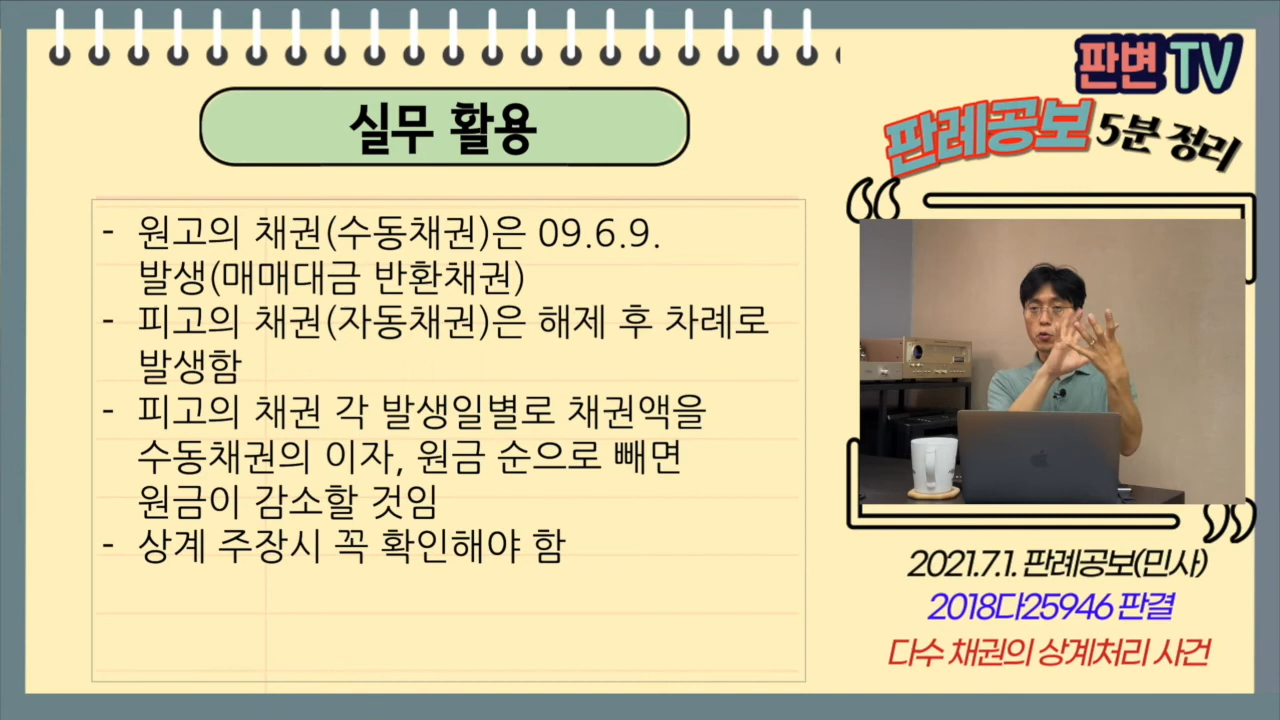 판변 TV
판례공보 5분 정리
실무 활용
- 원고의 채권(수동채권)은 09.6.9.
발생(매매대금 반환채권)
- 피고의 채권(자동채권)은 해제 후 차례로
발생함
- 피고의 채권 각 발생일별로 채권액을
수동채권의 이자, 원금 순으로 빼면
원금이 감소할 것임
- 상계 주장시 꼭 확인해야 함
2021.7.1. 판례공보(민사)
2018다25946 판결
다수 채권의 상계처리 사건